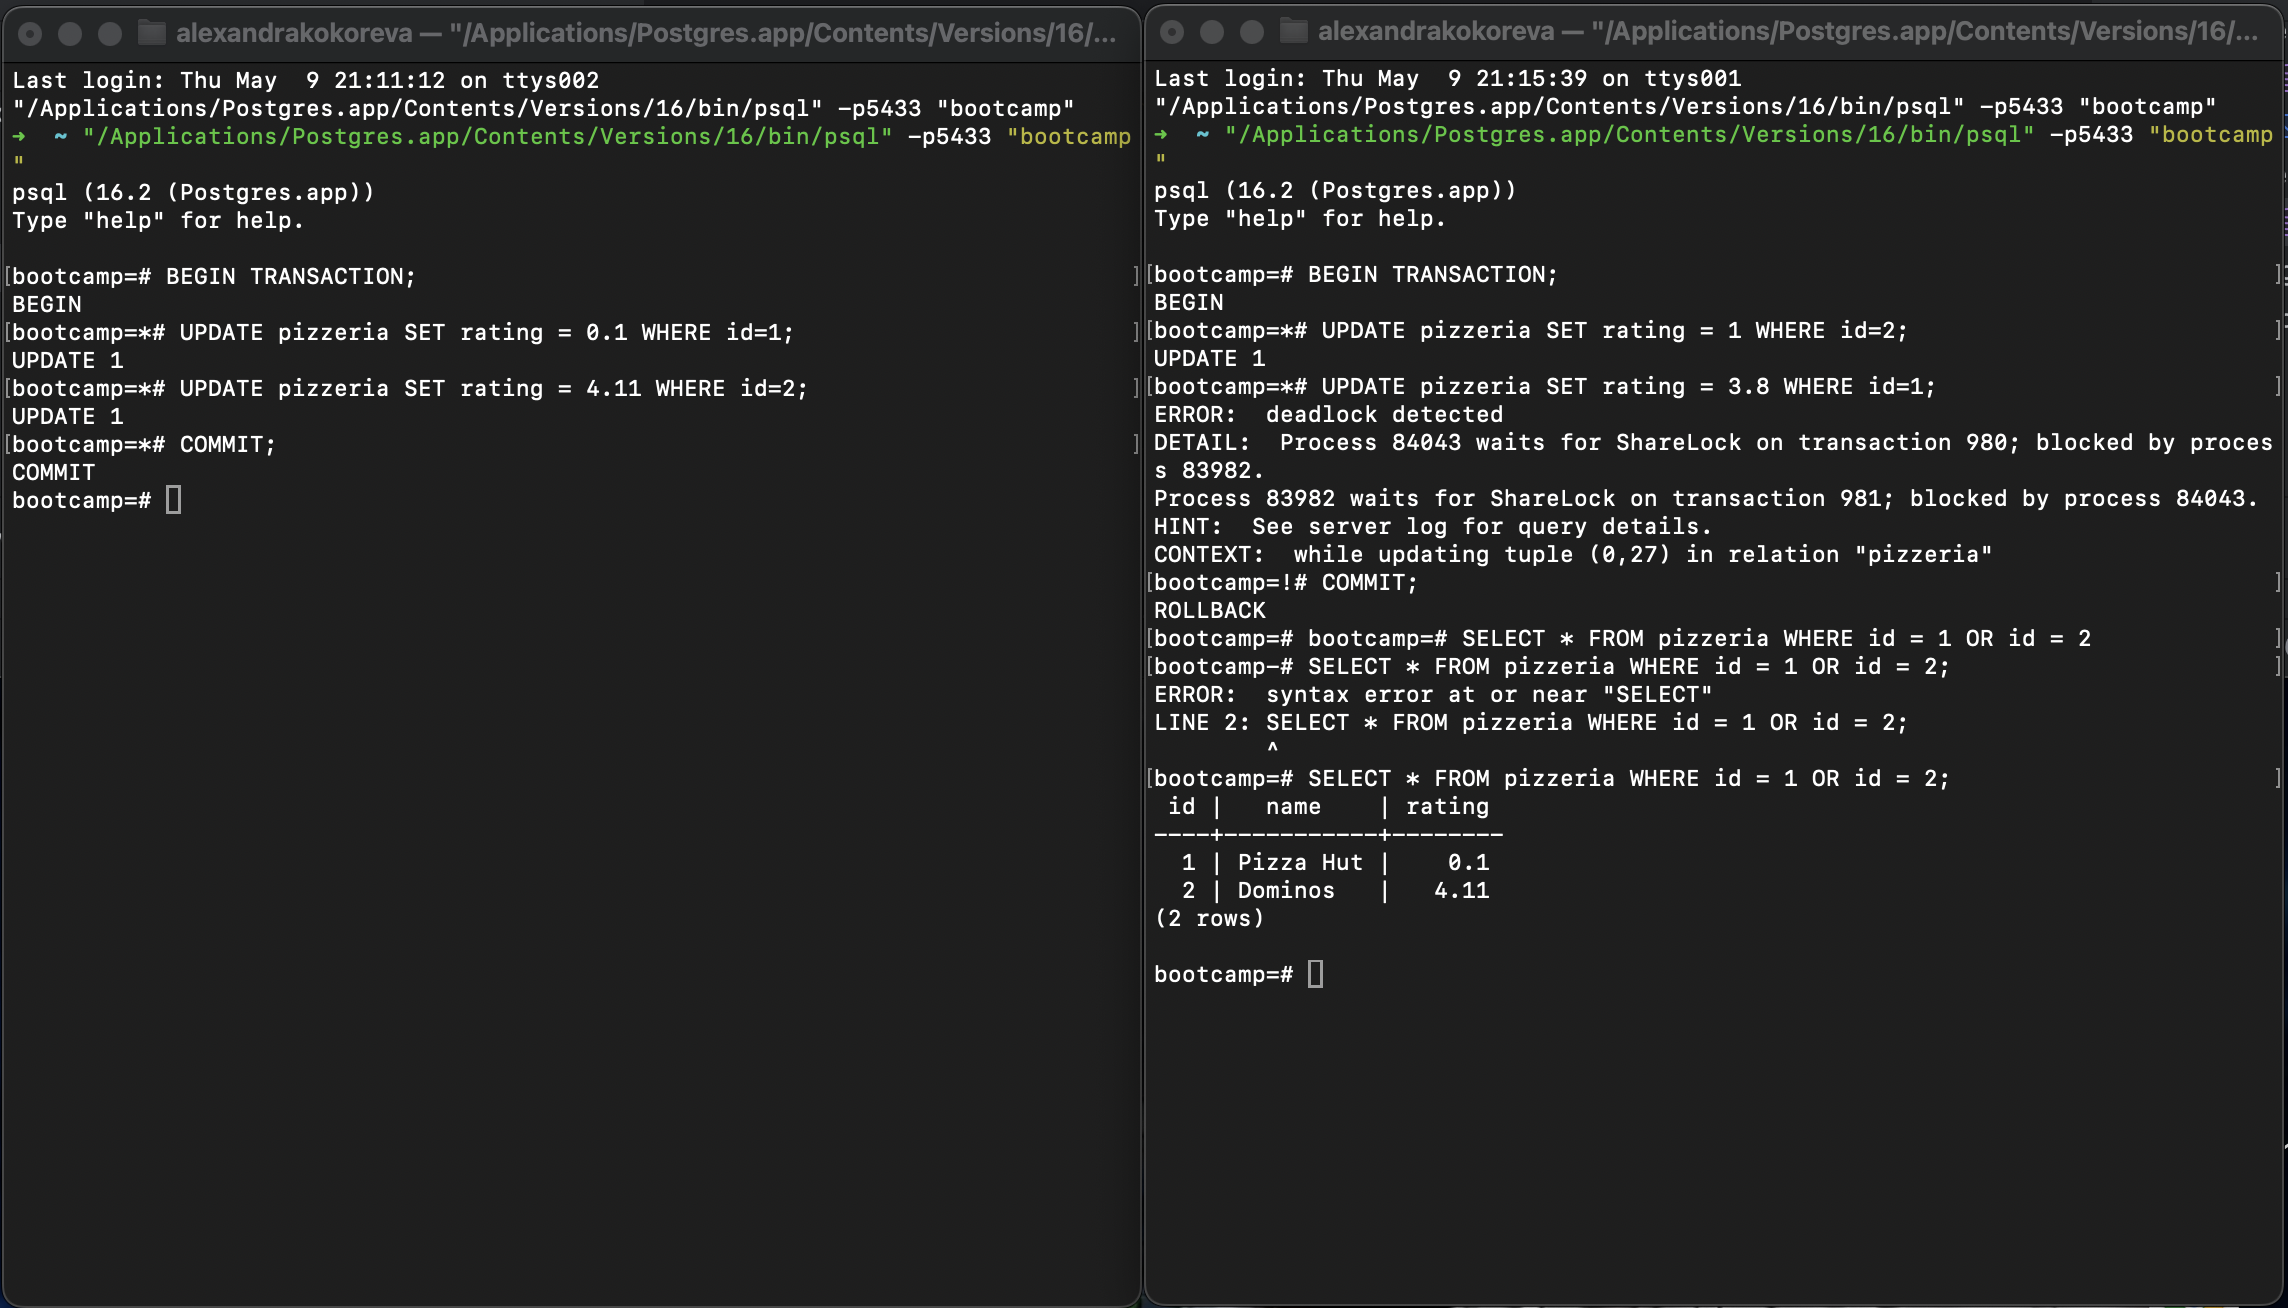 alexandrakokoreva — "/Applications/Postgres.app/Contents/Versions/16/...
Last login: Thu May  9 21:11:12 on ttys002
"/Applications/Postgres.app/Contents/Versions/16/bin/psql" -p5433 "bootcamp"
➜  ~ "/Applications/Postgres.app/Contents/Versions/16/bin/psql" -p5433 "bootcamp
"
psql (16.2 (Postgres.app))
Type "help" for help.
[bootcamp=# BEGIN TRANSACTION; ]
BEGIN
[bootcamp=*# UPDATE pizzeria SET rating = 0.1 WHERE id=1; ]
UPDATE 1
[bootcamp=*# UPDATE pizzeria SET rating = 4.11 WHERE id=2; ]
UPDATE 1
[bootcamp=*# COMMIT; ]
COMMIT
bootcamp=#
alexandrakokoreva — "/Applications/Postgres.app/Contents/Versions/16/...
Last login: Thu May  9 21:15:39 on ttys001
"/Applications/Postgres.app/Contents/Versions/16/bin/psql" -p5433 "bootcamp"
➜  ~ "/Applications/Postgres.app/Contents/Versions/16/bin/psql" -p5433 "bootcamp
"
psql (16.2 (Postgres.app))
Type "help" for help.
[bootcamp=# BEGIN TRANSACTION; ]
BEGIN
[bootcamp=*# UPDATE pizzeria SET rating = 1 WHERE id=2; ]
UPDATE 1
[bootcamp=*# UPDATE pizzeria SET rating = 3.8 WHERE id=1; ]
ERROR:  deadlock detected
DETAIL:  Process 84043 waits for ShareLock on transaction 980; blocked by proces
s 83982.
Process 83982 waits for ShareLock on transaction 981; blocked by process 84043.
HINT:  See server log for query details.
CONTEXT:  while updating tuple (0,27) in relation "pizzeria"
[bootcamp=!# COMMIT; ]
ROLLBACK
[bootcamp=# bootcamp=# SELECT * FROM pizzeria WHERE id = 1 OR id = 2 ]
[bootcamp-# SELECT * FROM pizzeria WHERE id = 1 OR id = 2; ]
ERROR:  syntax error at or near "SELECT"
LINE 2: SELECT * FROM pizzeria WHERE id = 1 OR id = 2;
        ^
[bootcamp=# SELECT * FROM pizzeria WHERE id = 1 OR id = 2; ]
 id |   name    | rating
----+-----------+--------
  1 | Pizza Hut |    0.1
  2 | Dominos   |   4.11
(2 rows)
bootcamp=#